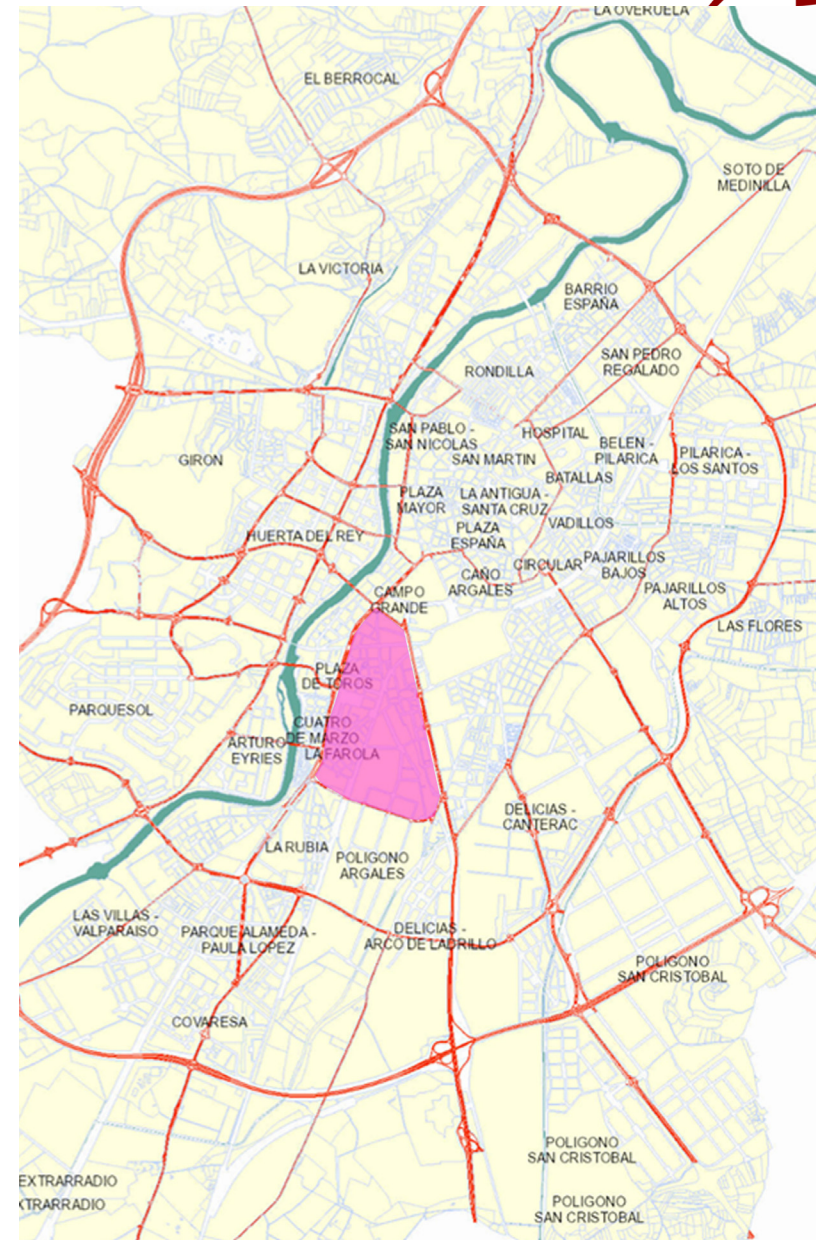 LA OVERUELA
EL BERROCAL
SOTO DE
MEDINILLA
LA VICTORIA
BARRIO
ESPAÑA
SAN PEDRO
REGALADO
RONDILLA
SAN PABLO -
SAN NICOLAS
HOSPITAL
SAN MARTIN
BELEN -
PILARICA
PILARICA -
LOS SANTOS
GIRON
BATALLAS
PLAZA
MAYOR
LA ANTIGUA -
SANTA CRUZ
VADILLOS
PLAZA
ESPAÑA
HUERTA DEL REY
CIRCULAR
PAJARILLOS
BAJOS
CAÑO
ARGALES
PAJARILLOS
ALTOS
CAMPO
GRANDE
LAS FLORES
PLAZA
DE TOROS
PARQUESOL
CUATRO
DE MARZO
ARTURO
EYRIES
LA FAROLA
DELICIAS -
CANTERAC
LA RUBIA
POLIGONO
ARGALES
LAS VILLAS -
VALPARAISO
PARQUE ALAMEDA -
PAULA LOPEZ
DELICIAS -
ARCO DE LADRILLO
POLIGONO
SAN CRISTOBAL
COVARESA
POLIGONO
SAN CRISTOBAL
EXTRARRADIO
XTRARRADIO
POLIGONO
SAN CRISTOBAL